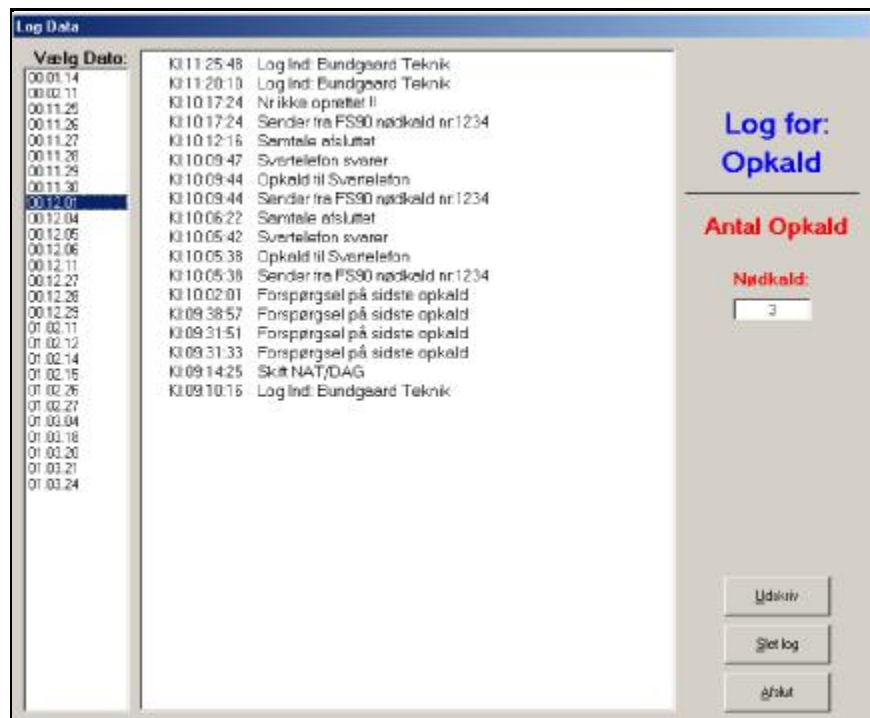 Log Data
Vælg Dato:
00.01.14
00.02.11
00.11.25
00.11.26
00.11.27
00.11.28
00.11.29
00.11.30
00.12.01
00.12.04
00.12.05
00.12.06
00.12.11
00.12.27
00.12.28
00.12.29
01.02.11
01.02.12
01.02.14
01.02.15
01.02.26
01.02.27
01.03.04
01.03.18
01.03.20
01.03.21
01.03.24
Kl:11:25:48 Log Ind: Bundgaard Teknik
Kl:11:20:10 Log Ind: Bundgaard Teknik
Kl:10:17:24 Nr ikke oprettet !!
Kl:10:17:24 Sender fra FS90 nødkald nr:1234
Kl:10:12:16 Samtale afsluttet
Kl:10:09:47 Svartelefon svarer
Kl:10:09:44 Opkald til Svartelefon
Kl:10:09:44 Sender fra FS90 nødkald nr:1234
Kl:10:06:22 Samtale afsluttet
Kl:10:05:42 Svartelefon svarer
Kl:10:05:38 Opkald til Svartelefon
Kl:10:05:38 Sender fra FS90 nødkald nr:1234
Kl:10:02:01 Forspørgsel på sidste opkald
Kl:09:38:57 Forspørgsel på sidste opkald
Kl:09:31:51 Forspørgsel på sidste opkald
Kl:09:31:33 Forspørgsel på sidste opkald
Kl:09:14:25 Skift NAT/DAG
Kl:09:10:16 Log Ind: Bundgaard Teknik
Log for:
Opkald
Antal Opkald
Nødkald:
3
Udskriv
Slet log
Afslut